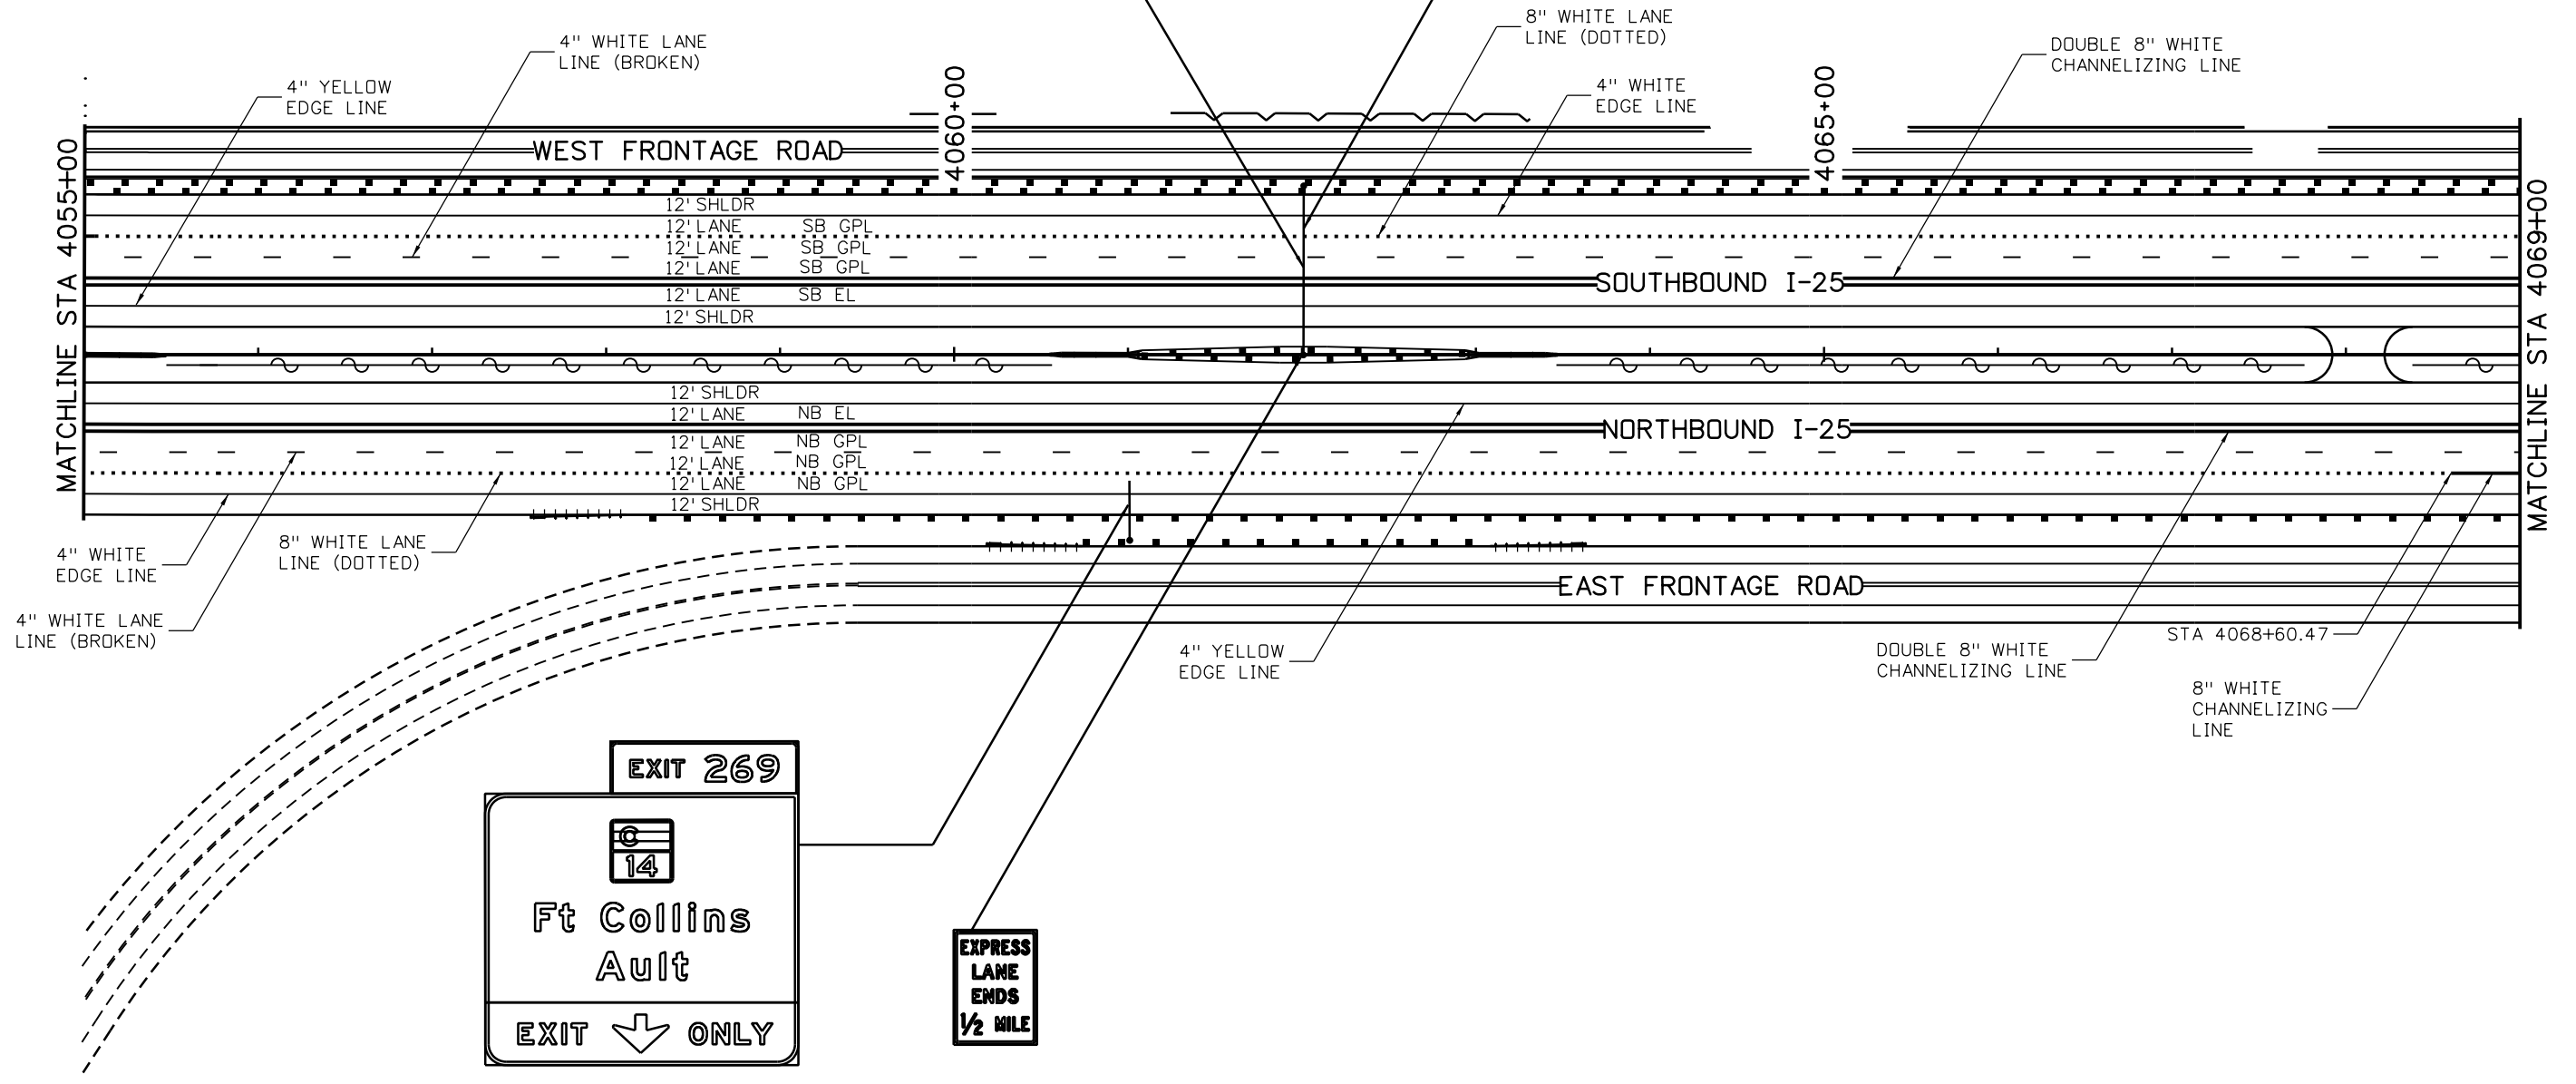 8" WHITE LANE
LINE (DOTTED)
4" WHITE LANE
LINE (BROKEN)
DOUBLE 8" WHITE
CHANNELIZING LINE
4" YELLOW
EDGE LINE
4" WHITE
EDGE LINE
4060+00
4065+00
WEST FRONTAGE ROAD
MATCHLINE STA 4055+00
MATCHLINE STA 4069+00
12' SHLDR
12' LANE SB GPL
12' LANE SB GPL
12' LANE SB GPL
SOUTHBOUND I-25
12' LANE SB EL
12' SHLDR
12' SHLDR
12' LANE NB EL
NORTHBOUND I-25
12' LANE NB GPL
12' LANE NB GPL
12' LANE NB GPL
12' SHLDR
4" WHITE
EDGE LINE
8" WHITE LANE
LINE (DOTTED)
EAST FRONTAGE ROAD
4" WHITE LANE
LINE (BROKEN)
4" YELLOW
EDGE LINE
STA 4068+60.47
DOUBLE 8" WHITE
CHANNELIZING LINE
8" WHITE
CHANNELIZING
LINE
EXIT 269
C
14
Ft Collins
Ault
EXIT ONLY
EXPRESS
LANE
ENDS
1/2 MILE